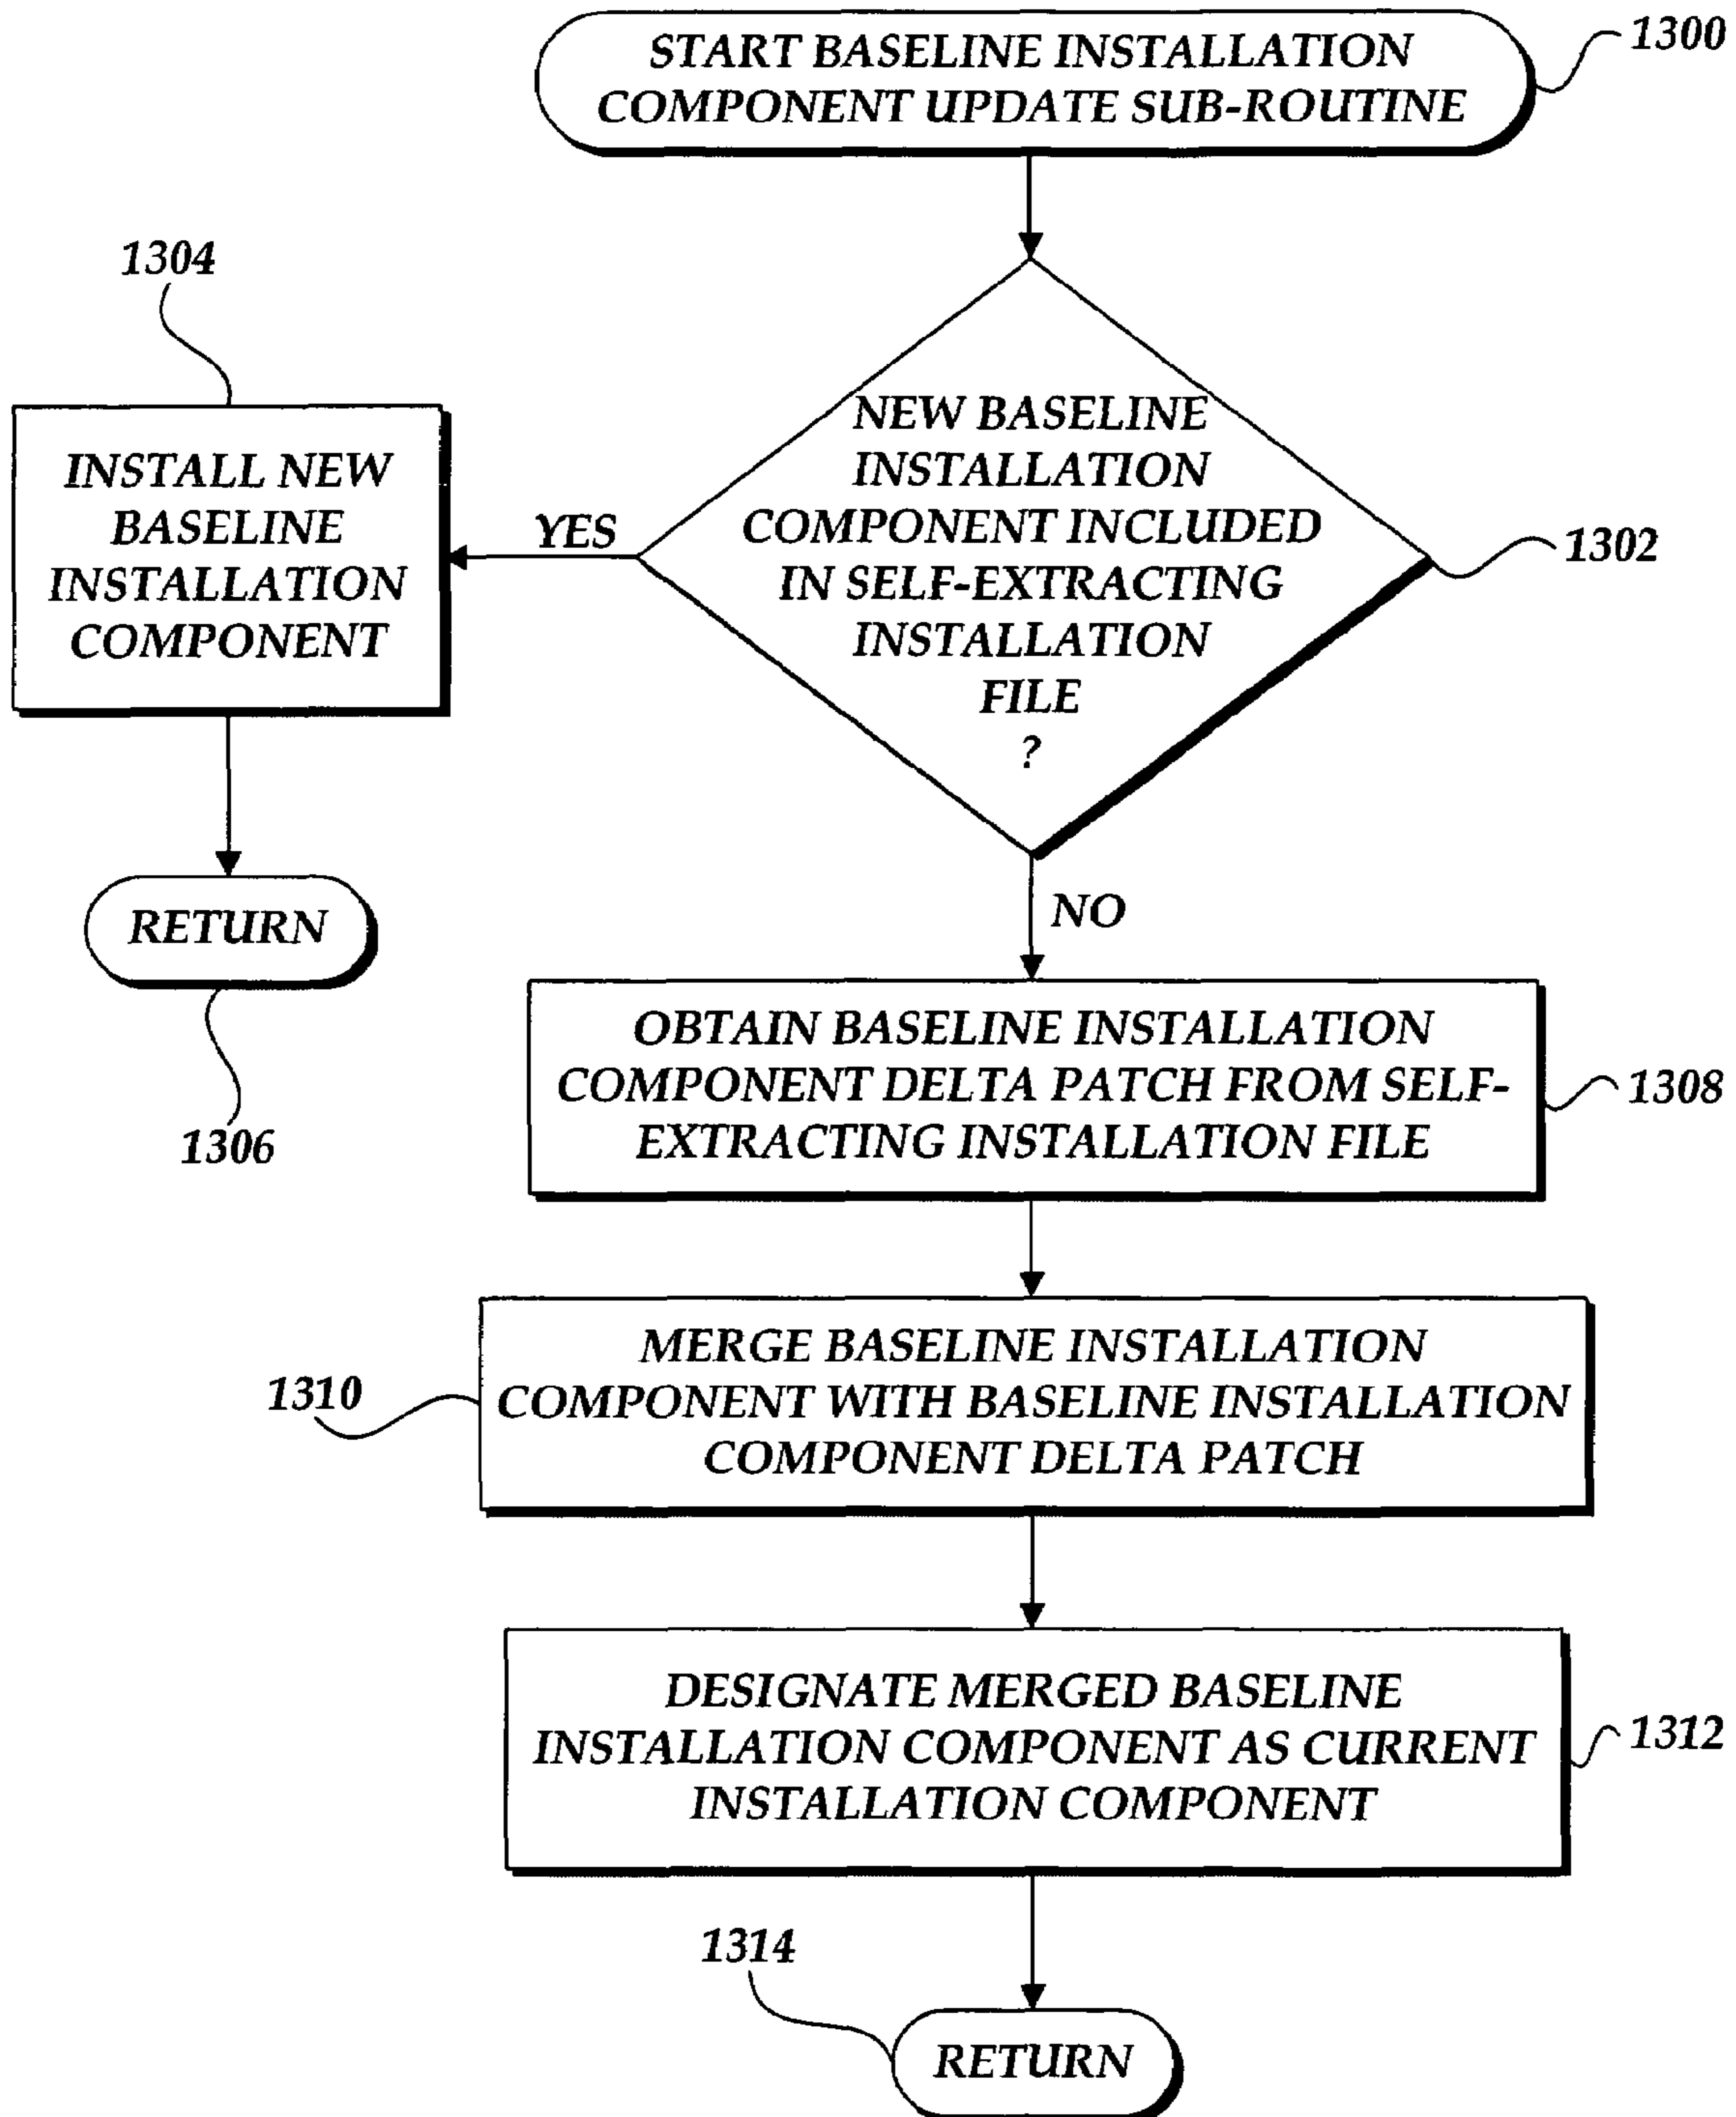 START BASELINE INSTALLATION
COMPONENT UPDATE SUB-ROUTINE
1300
1304
NEW BASELINE
INSTALLATION
COMPONENT INCLUDED
IN SELF-EXTRACTING
INSTALLATION
FILE
?
1302
YES
INSTALL NEW
BASELINE
INSTALLATION
COMPONENT
RETURN
1306
NO
OBTAIN BASELINE INSTALLATION
COMPONENT DELTA PATCH FROM SELF-
EXTRACTING INSTALLATION FILE
1308
MERGE BASELINE INSTALLATION
COMPONENT WITH BASELINE INSTALLATION
COMPONENT DELTA PATCH
1310
DESIGNATE MERGED BASELINE
INSTALLATION COMPONENT AS CURRENT
INSTALLATION COMPONENT
1312
1314
RETURN